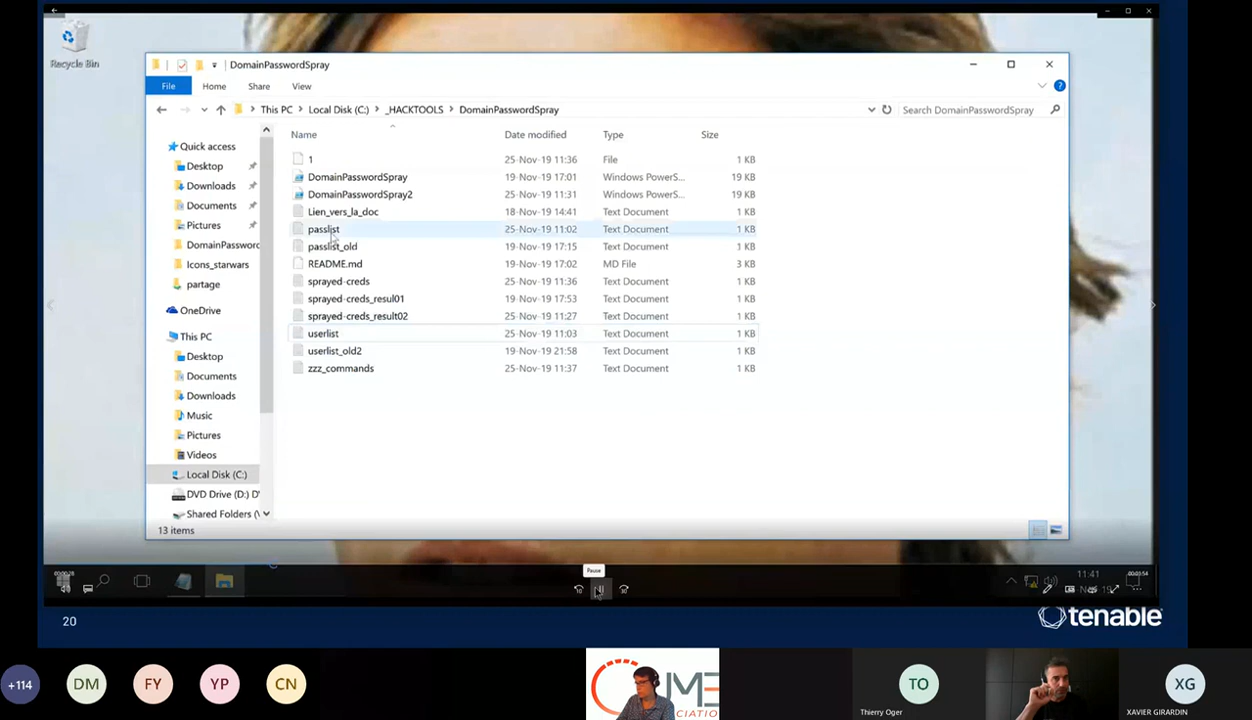 Recycle Bin
DomainPasswordSpray
File Home Share View
This PC > Local Disk (C:) > _HACKTOOLS > DomainPasswordSpray
Search DomainPasswordSpray
Name Date modified Type Size
1 25-Nov-19 11:36 File 1 KB
DomainPasswordSpray 19-Nov-19 17:01 Windows PowerS... 19 KB
DomainPasswordSpray2 25-Nov-19 11:31 Windows PowerS... 19 KB
Lien_vers_la_doc 18-Nov-19 14:41 Text Document 1 KB
passlist 25-Nov-19 11:02 Text Document 1 KB
passlist_old 19-Nov-19 17:15 Text Document 1 KB
README.md 19-Nov-19 17:02 MD File 3 KB
sprayed-creds 25-Nov-19 11:36 Text Document 1 KB
sprayed-creds_resul01 19-Nov-19 17:53 Text Document 1 KB
sprayed-creds_result02 25-Nov-19 11:27 Text Document 1 KB
userlist 25-Nov-19 11:03 Text Document 1 KB
userlist_old2 19-Nov-19 21:58 Text Document 1 KB
zzz_commands 25-Nov-19 11:37 Text Document 1 KB
Quick access
Desktop
Downloads
Documents
Pictures
DomainPassword
Icons_starwars
partage
OneDrive
This PC
Desktop
Documents
Downloads
Music
Pictures
Videos
Local Disk (C:)
DVD Drive (D:) D
Shared Folders (
13 items
Pause
11:41
20
tenable
+114
DM
FY
YP
CN
TO
Thierry Oger
XG
XAVIER GIRARDIN